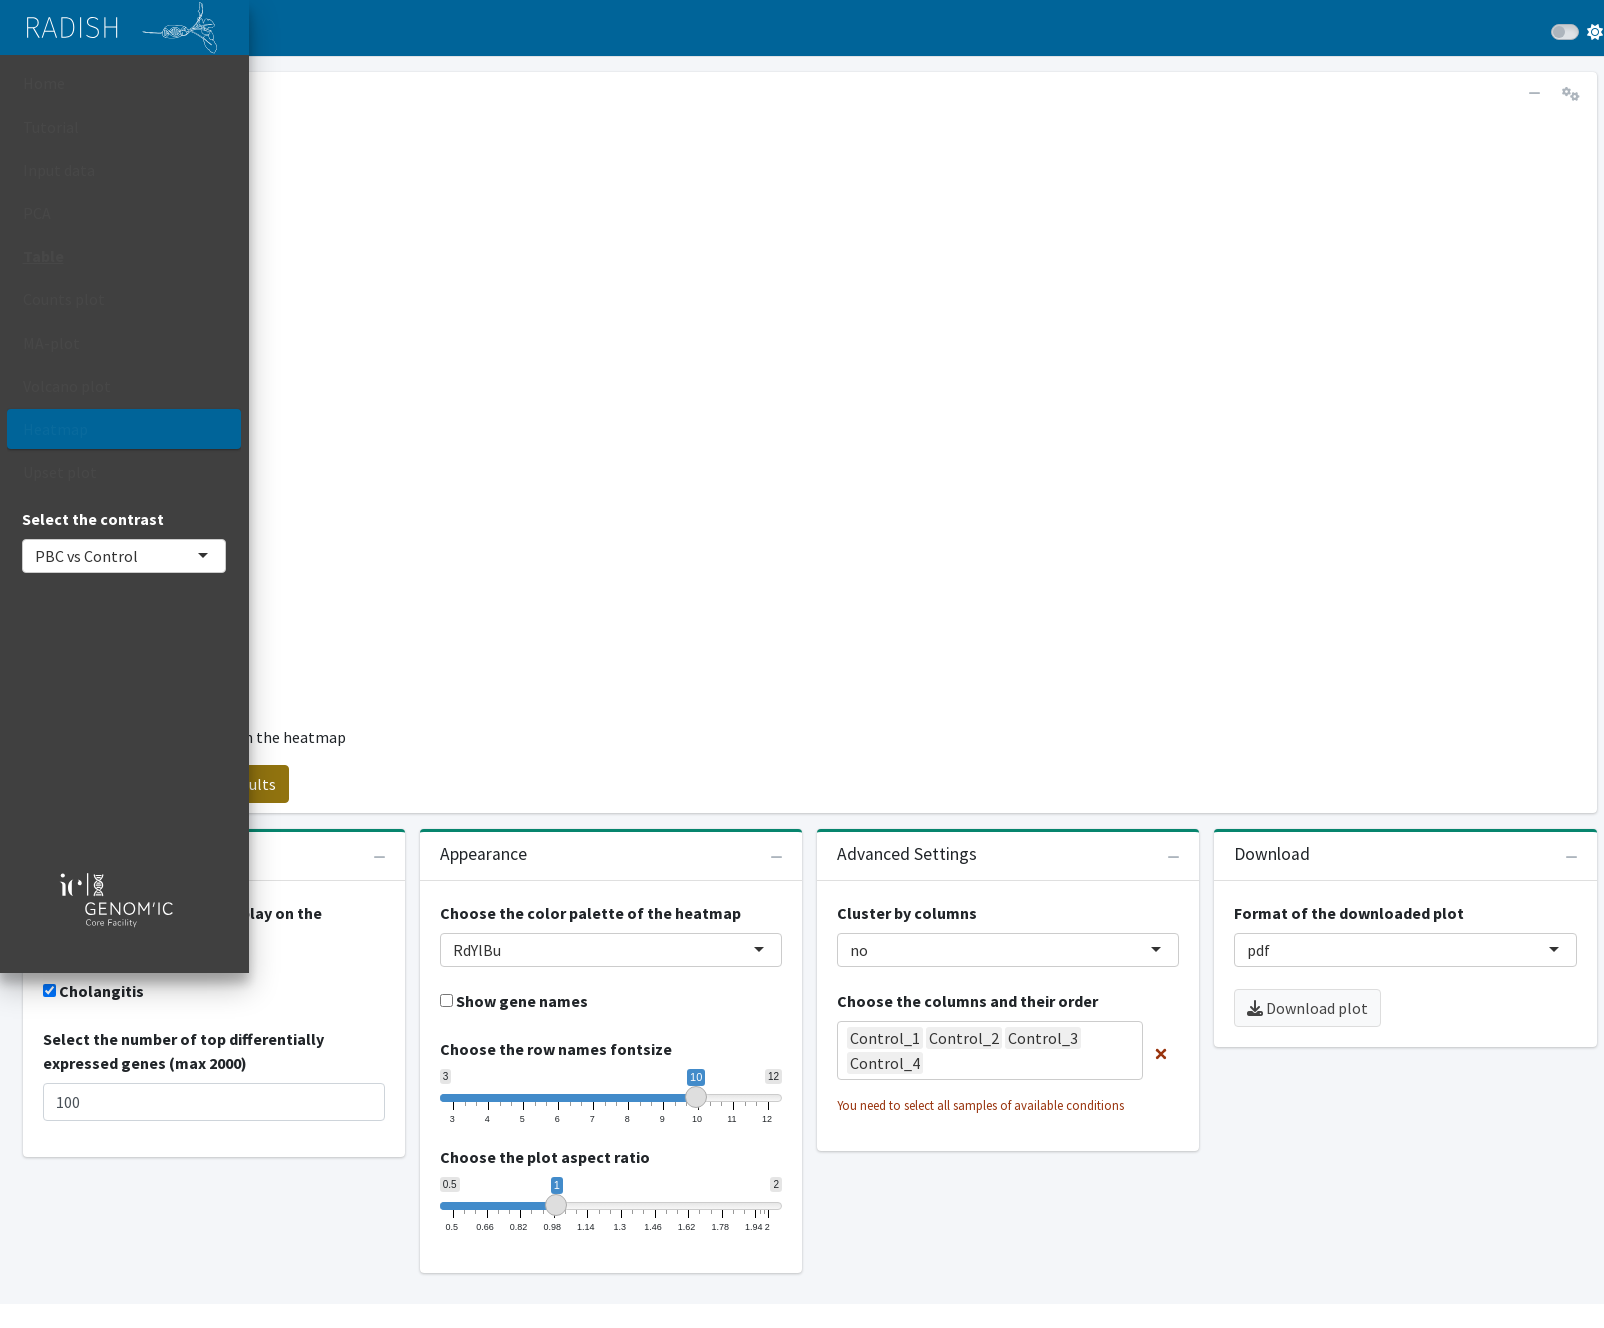 RADISH
Home
Tutorial
Input data
PCA
Table
Counts plot
MA-plot
Volcano plot
Heatmap
Upset plot
Select the contrast
PBC vs Control
the heatmap
ic
GENOM'IC
Core Facility
on the
Cholangitis
Select the number of top differentially
expressed genes (max 2000)
100
Appearance
Choose the color palette of the heatmap
RdYlBu
Show gene names
Choose the row names fontsize
3 10 12
3 4 5 6 7 8 9 10 11 12
Choose the plot aspect ratio
0.5 1 2
0.5 0.66 0.82 0.98 1.14 1.3 1.46 1.62 1.78 1.94 2
Advanced Settings
Cluster by columns
no
Choose the columns and their order
Control_1 Control_2 Control_3
Control_4
You need to select all samples of available conditions
Download
Format of the downloaded plot
pdf
Download plot